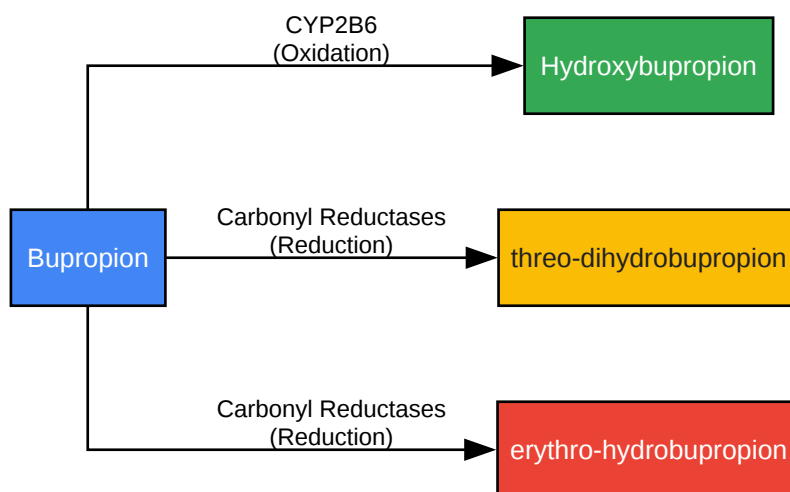 CYP2B6
(Oxidation)
Hydroxybupropion
Bupropion
Carbonyl Reductases
(Reduction)
threo-dihydrobupropion
Carbonyl Reductases
(Reduction)
erythro-hydrobupropion